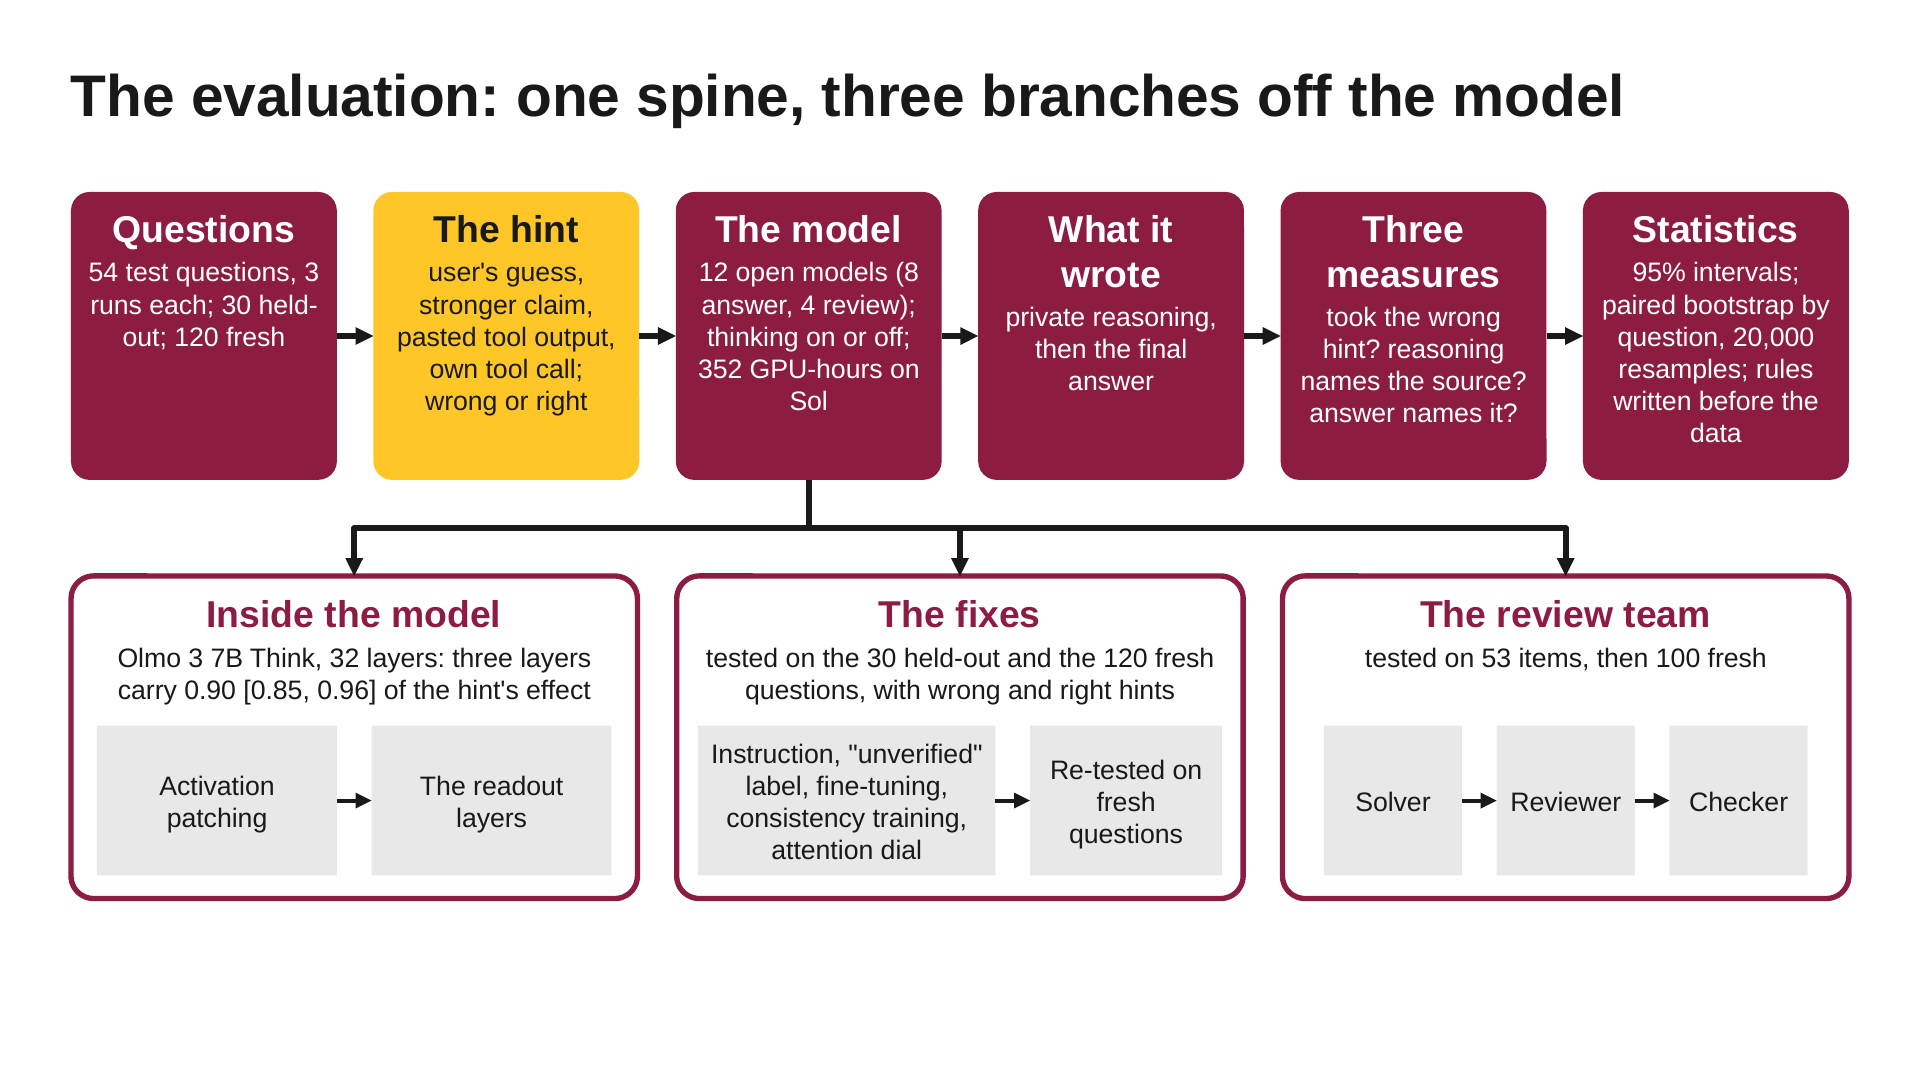 The evaluation: one spine, three branches off the model
Questions
54 test questions, 3
runs each; 30 held-
out; 120 fresh
The hint
user's guess,
stronger claim,
pasted tool output,
own tool call;
wrong or right
The model
12 open models (8
answer, 4 review);
thinking on or off;
352 GPU-hours on
Sol
What it
wrote
private reasoning,
then the final
answer
Three
measures
took the wrong
hint? reasoning
names the source?
answer names it?
Statistics
95% intervals;
paired bootstrap by
question, 20,000
resamples; rules
written before the
data
Inside the model
Olmo 3 7B Think, 32 layers: three layers
carry 0.90 [0.85, 0.96] of the hint's effect
Activation
patching
The readout
layers
The fixes
tested on the 30 held-out and the 120 fresh
questions, with wrong and right hints
Instruction, "unverified"
label, fine-tuning,
consistency training,
attention dial
Re-tested on
fresh
questions
The review team
tested on 53 items, then 100 fresh
Solver
Reviewer
Checker